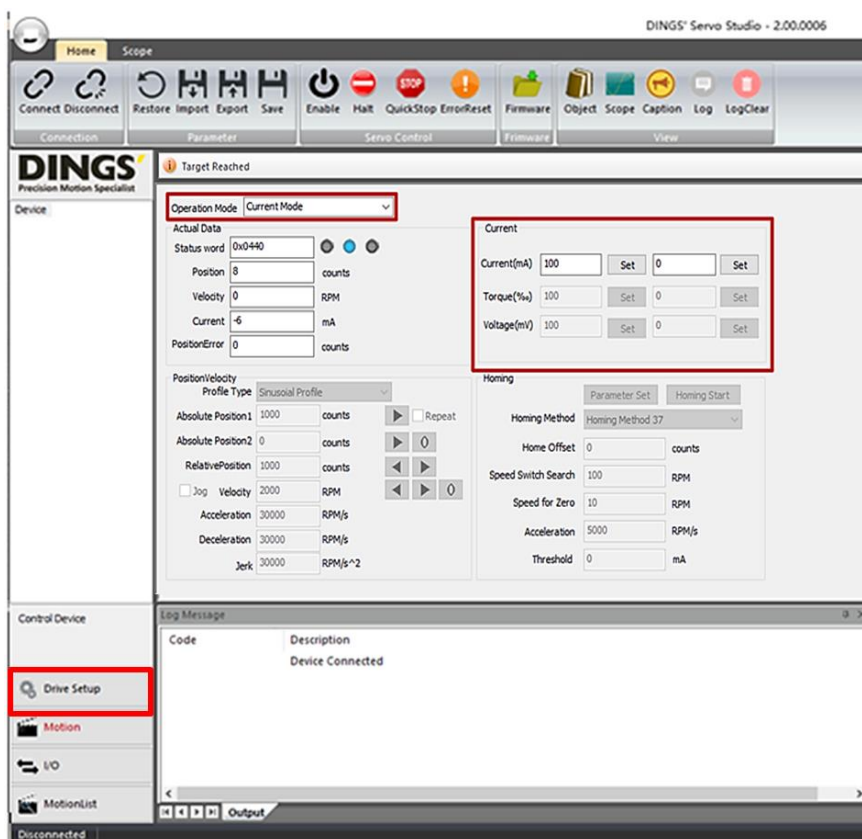 DINGS' Servo Studio - 2.00.0006
Home Scope
Connect Disconnect Restore Import Export Save Enable Halt QuickStop ErrorReset Firmware Object Scope Caption Log LogClear
Connection Parameter Servo Control Frimware View
DINGS'
Precision Motion Specialist
Device
Target Reached
Operation Mode Current Mode
Actual Data
Status word 0x0440
Position 8 counts
Velocity 0 RPM
Current -6 mA
PositionError 0 counts
Current
Current(mA) 100 Set 0 Set
Torque(‰) 100 Set 0 Set
Voltage(mV) 100 Set 0 Set
PositionVelocity
Profile Type Sinusoial Profile
Absolute Position1 1000 counts Repeat
Absolute Position2 0 counts 0
RelativePosition 1000 counts
Jog Velocity 2000 RPM 0
Acceleration 30000 RPM/s
Deceleration 30000 RPM/s
Jerk 30000 RPM/s^2
Homing
Parameter Set Homing Start
Homing Method Homing Method 37
Home Offset 0 counts
Speed Switch Search 100 RPM
Speed for Zero 10 RPM
Acceleration 5000 RPM/s
Threshold 0 mA
Control Device
Drive Setup
Motion
I/O
MotionList
Log Message
Code Description
Device Connected
Output
Disconnected